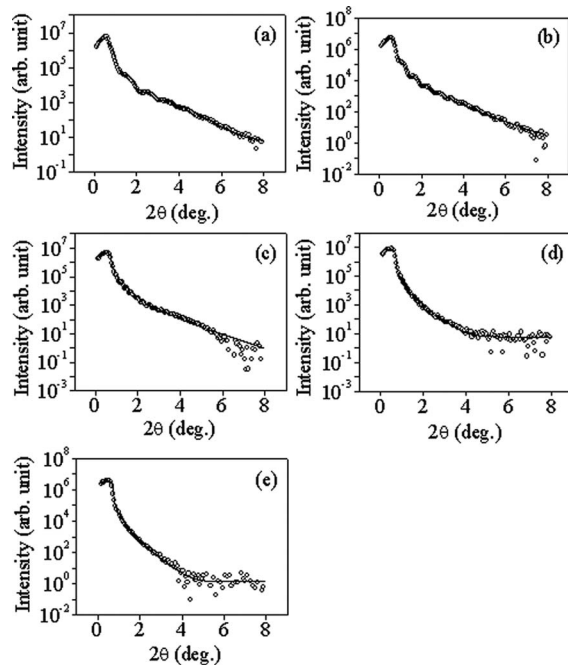 Intensity (arb. unit)
10^7
10^5
10^3
10^1
10^-1
0 2 4 6 8
2θ (deg.)
(a)
Intensity (arb. unit)
10^8
10^6
10^4
10^2
10^0
10^-2
0 2 4 6 8
2θ (deg.)
(b)
Intensity (arb. unit)
10^7
10^5
10^3
10^1
10^-1
10^-3
0 2 4 6 8
2θ (deg.)
(c)
Intensity (arb. unit)
10^7
10^5
10^3
10^1
10^-1
10^-3
0 2 4 6 8
2θ (deg.)
(d)
Intensity (arb. unit)
10^8
10^6
10^4
10^2
10^0
10^-2
0 2 4 6 8
2θ (deg.)
(e)